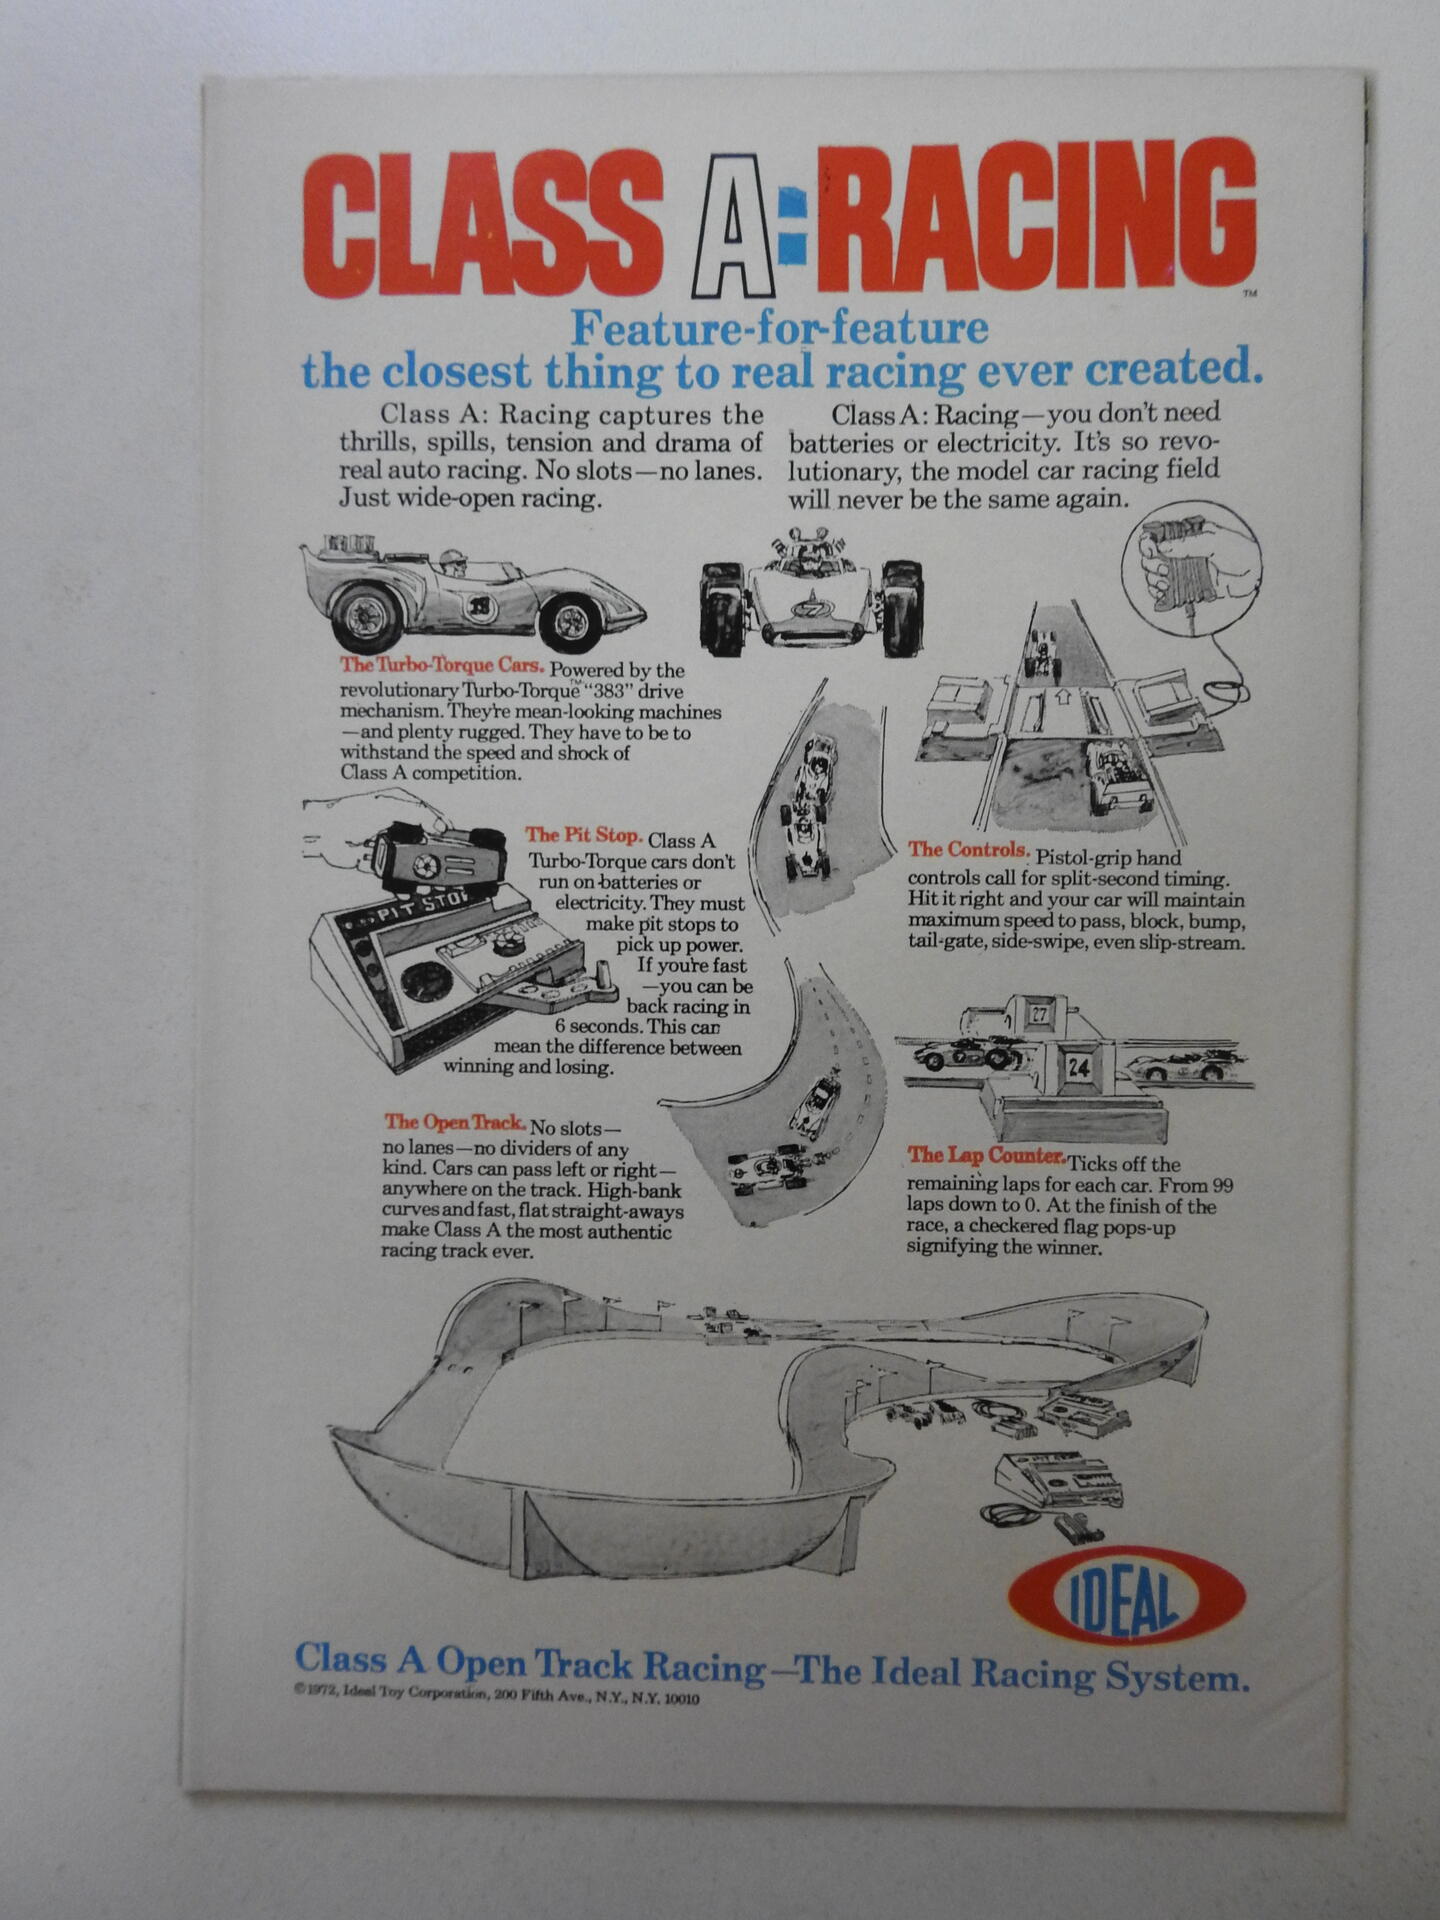 CLASS A:RACING
TM
Feature-for-feature
the closest thing to real racing ever created.
Class A: Racing captures the
thrills, spills, tension and drama of
real auto racing. No slots—no lanes.
Just wide-open racing.
Class A: Racing—you don't need
batteries or electricity. It's so revo-
lutionary, the model car racing field
will never be the same again.
7
The Turbo-Torque Cars. Powered by the
revolutionary Turbo-Torque™ "383" drive
mechanism. They're mean-looking machines
—and plenty rugged. They have to be to
withstand the speed and shock of
Class A competition.
PIT STOP
The Pit Stop. Class A
Turbo-Torque cars don't
run on batteries or
electricity. They must
make pit stops to
pick up power.
If you're fast
—you can be
back racing in
6 seconds. This can
mean the difference between
winning and losing.
The Controls. Pistol-grip hand
controls call for split-second timing.
Hit it right and your car will maintain
maximum speed to pass, block, bump,
tail-gate, side-swipe, even slip-stream.
27
24
The Open Track. No slots—
no lanes—no dividers of any
kind. Cars can pass left or right—
anywhere on the track. High-bank
curves and fast, flat straight-aways
make Class A the most authentic
racing track ever.
The Lap Counter. Ticks off the
remaining laps for each car. From 99
laps down to 0. At the finish of the
race, a checkered flag pops-up
signifying the winner.
PIT STOP
IDEAL
Class A Open Track Racing—The Ideal Racing System.
©1972, Ideal Toy Corporation, 200 Fifth Ave., N.Y., N.Y. 10010